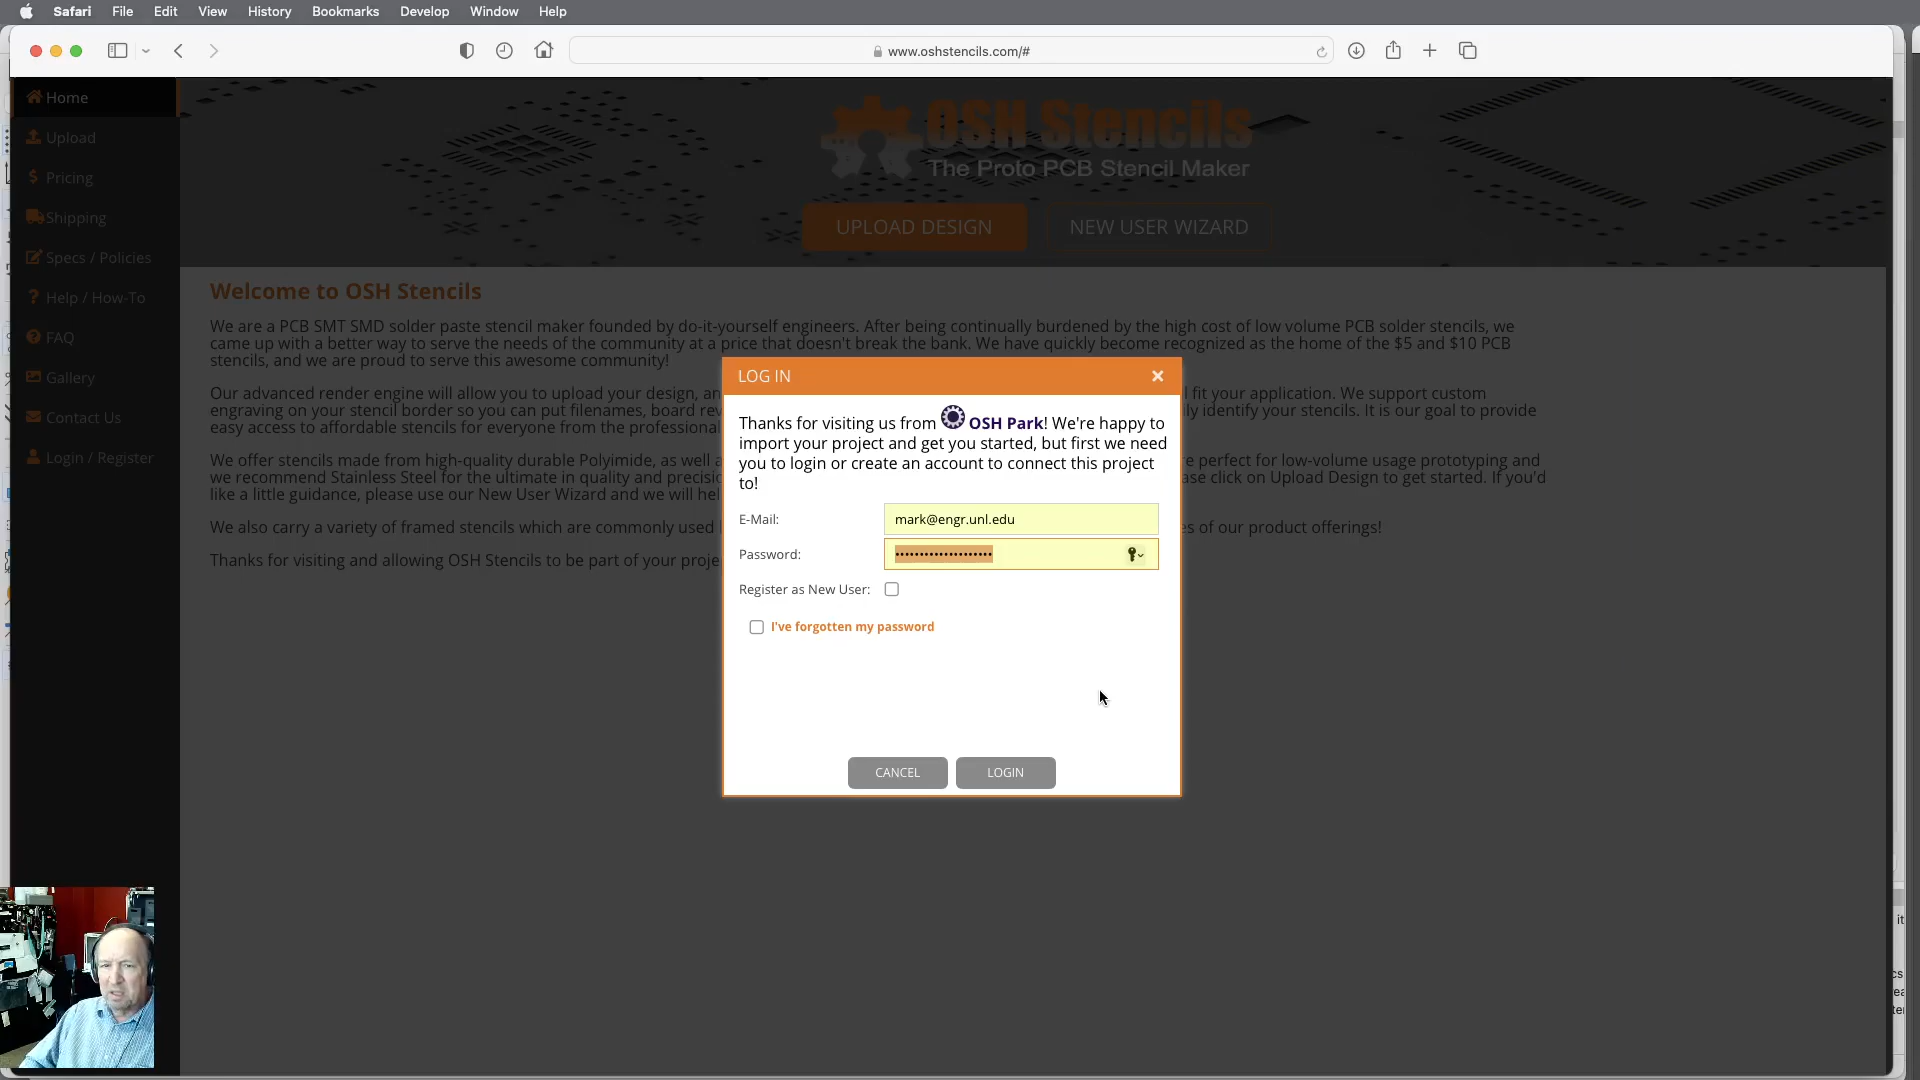 Safari File Edit View History Bookmarks Develop Window Help
www.oshstencils.com/#
Home
Upload
Pricing
Shipping
Specs / Policies
Help / How-To
FAQ
Gallery
Contact Us
Login / Register
OSH Stencils
The Proto PCB Stencil Maker
UPLOAD DESIGN NEW USER WIZARD
Welcome to OSH Stencils
We are a PCB SMT SMD solder paste stencil maker founded by do-it-yourself engineers. After being continually burdened by the high cost of low volume PCB solder stencils, we
came up with a better way to serve the needs of the community at a price that doesn't break the bank. We have quickly become recognized as the home of the $5 and $10 PCB
stencils, and we are proud to serve this awesome community!
Our advanced render engine will allow you to upload your design, an l fit your application. We support custom
engraving on your stencil border so you can put filenames, board rev ily identify your stencils. It is our goal to provide
easy access to affordable stencils for everyone from the professional
We offer stencils made from high-quality durable Polyimide, as well a re perfect for low-volume usage prototyping and
we recommend Stainless Steel for the ultimate in quality and precisio ase click on Upload Design to get started. If you'd
like a little guidance, please use our New User Wizard and we will hel
We also carry a variety of framed stencils which are commonly used es of our product offerings!
Thanks for visiting and allowing OSH Stencils to be part of your proje
LOG IN
Thanks for visiting us from OSH Park! We're happy to
import your project and get you started, but first we need
you to login or create an account to connect this project
to!
E-Mail: mark@engr.unl.edu
Password:
Register as New User:
I've forgotten my password
CANCEL LOGIN